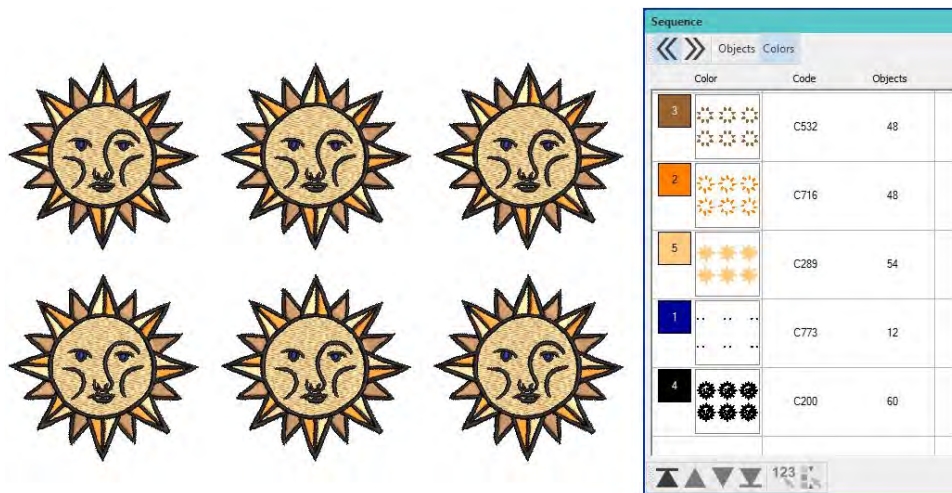 Sequence
Objects Colors
Color Code Objects
3 C532 48
2 C716 48
5 C289 54
1 C773 12
4 C200 60
123